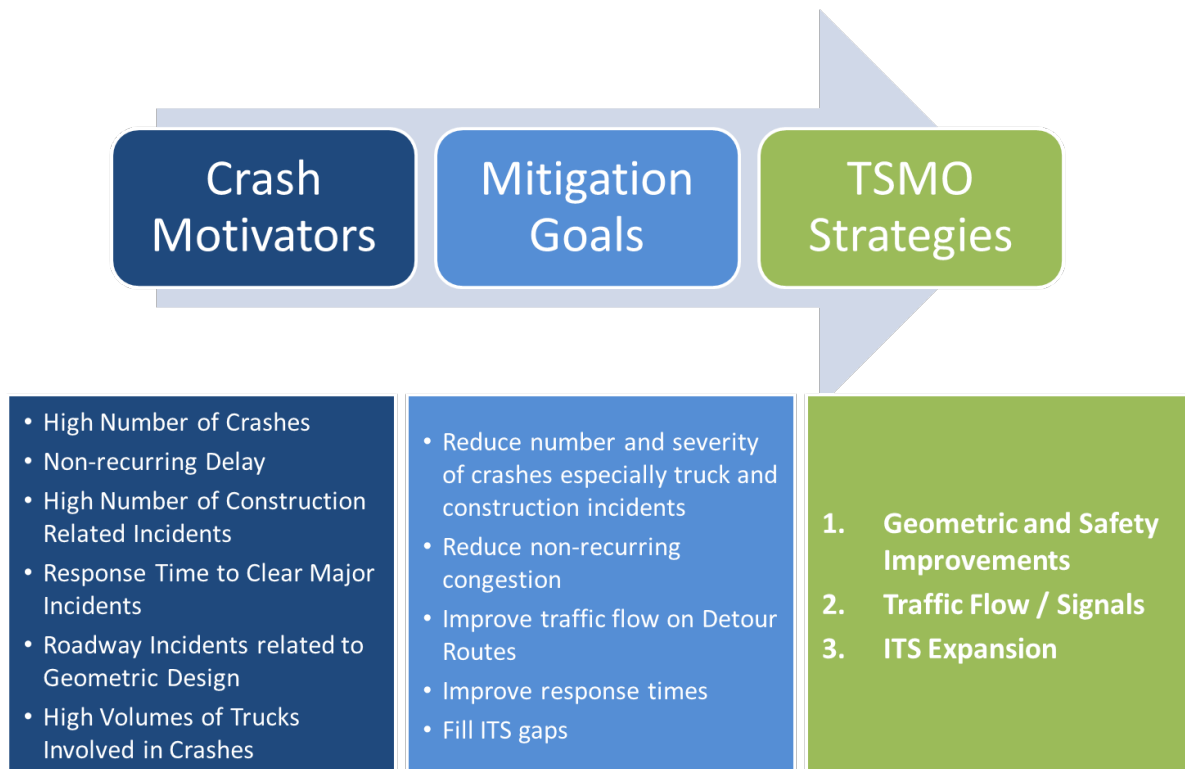 Crash
Motivators
Mitigation
Goals
TSMO
Strategies
• High Number of Crashes
• Non-recurring Delay
• High Number of Construction
Related Incidents
• Response Time to Clear Major
Incidents
• Roadway Incidents related to
Geometric Design
• High Volumes of Trucks
Involved in Crashes
• Reduce number and severity
of crashes especially truck and
construction incidents
• Reduce non-recurring
congestion
• Improve traffic flow on Detour
Routes
• Improve response times
• Fill ITS gaps
1. Geometric and Safety
Improvements
2. Traffic Flow / Signals
3. ITS Expansion